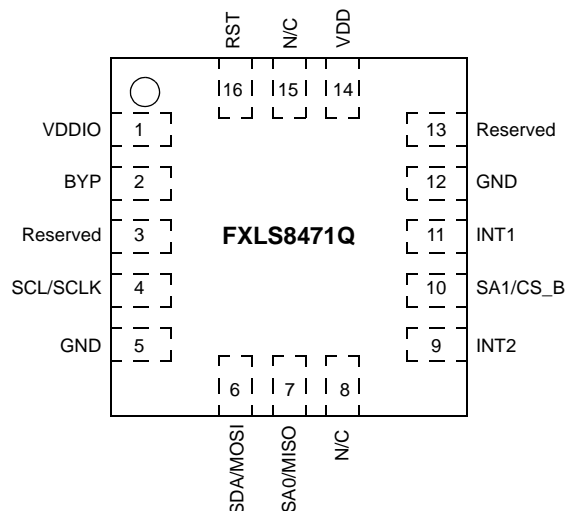 RST
N/C
VDD
16
15
14
VDDIO 1
13 Reserved
BYP 2
12 GND
Reserved 3
FXLS8471Q
11 INT1
SCL/SCLK 4
10 SA1/CS_B
GND 5
9 INT2
6
7
8
SDA/MOSI
SA0/MISO
N/C